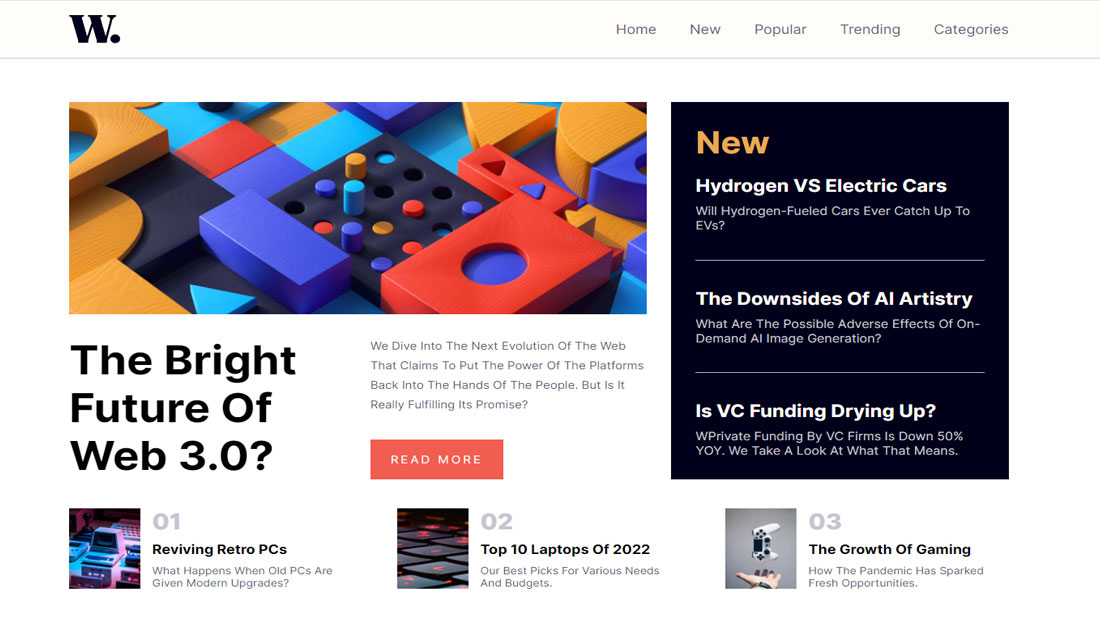 W.
Home New Popular Trending Categories
The Bright
Future Of
Web 3.0?
We Dive Into The Next Evolution Of The Web
That Claims To Put The Power Of The Platforms
Back Into The Hands Of The People. But Is It
Really Fulfilling Its Promise?
READ MORE
New
Hydrogen VS Electric Cars
Will Hydrogen-Fueled Cars Ever Catch Up To
EVs?
The Downsides Of AI Artistry
What Are The Possible Adverse Effects Of On-
Demand AI Image Generation?
Is VC Funding Drying Up?
WPrivate Funding By VC Firms Is Down 50%
YOY. We Take A Look At What That Means.
01
Reviving Retro PCs
What Happens When Old PCs Are
Given Modern Upgrades?
02
Top 10 Laptops Of 2022
Our Best Picks For Various Needs
And Budgets.
03
The Growth Of Gaming
How The Pandemic Has Sparked
Fresh Opportunities.